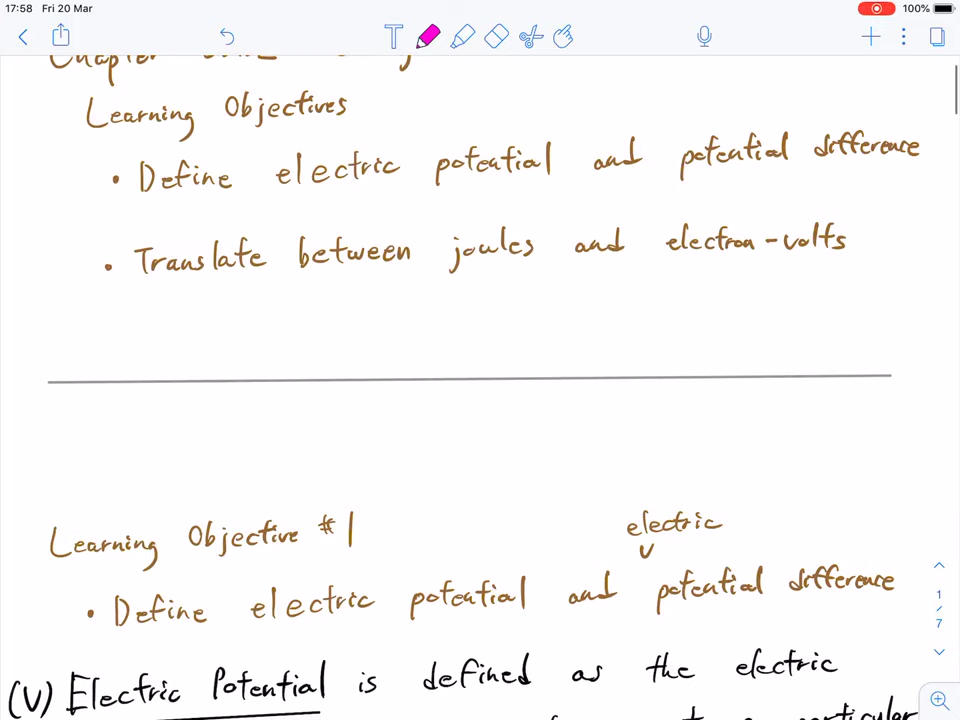 17:58 Fri 20 Mar
100%
Chapter
Learning Objectives
• Define electric potential and potential difference
• Translate between joules and electron-volts
Learning Objective #1
electric
• Define electric potential and potential difference
(V) Electric Potential is defined as the electric
particular
1
/
7